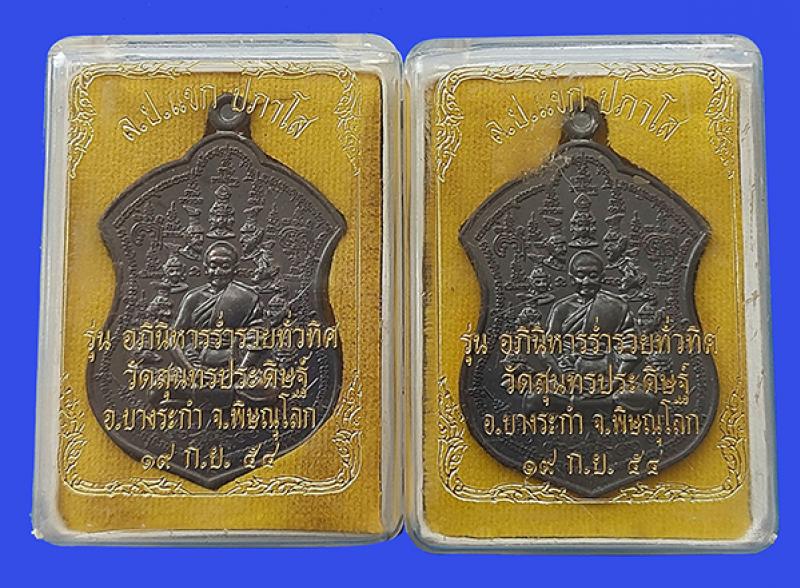 ล.ป.แขก ปภาโส
รุ่น อภินิหารร่ำรวยทั่วทิศ
วัดสุนทรประดิษฐ์
อ.บางระกำ จ.พิษณุโลก
๑๙ ก.ย. ๕๔
ล.ป.แขก ปภาโส
รุ่น อภินิหารร่ำรวยทั่วทิศ
วัดสุนทรประดิษฐ์
อ.บางระกำ จ.พิษณุโลก
๑๙ ก.ย. ๕๔